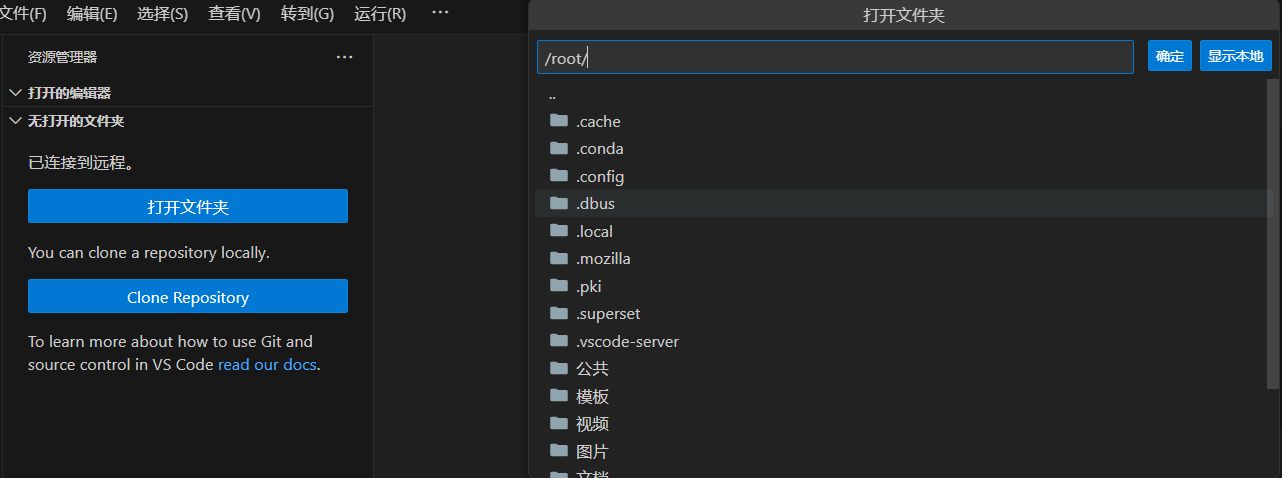 文件(F) 编辑(E) 选择(S) 查看(V) 转到(G) 运行(R) ···
资源管理器 ···
打开的编辑器
无打开的文件夹
已连接到远程。
打开文件夹
You can clone a repository locally.
Clone Repository
To learn more about how to use Git and
source control in VS Code read our docs.
打开文件夹
/root/
确定 显示本地
..
.cache
.conda
.config
.dbus
.local
.mozilla
.pki
.superset
.vscode-server
公共
模板
视频
图片
文档